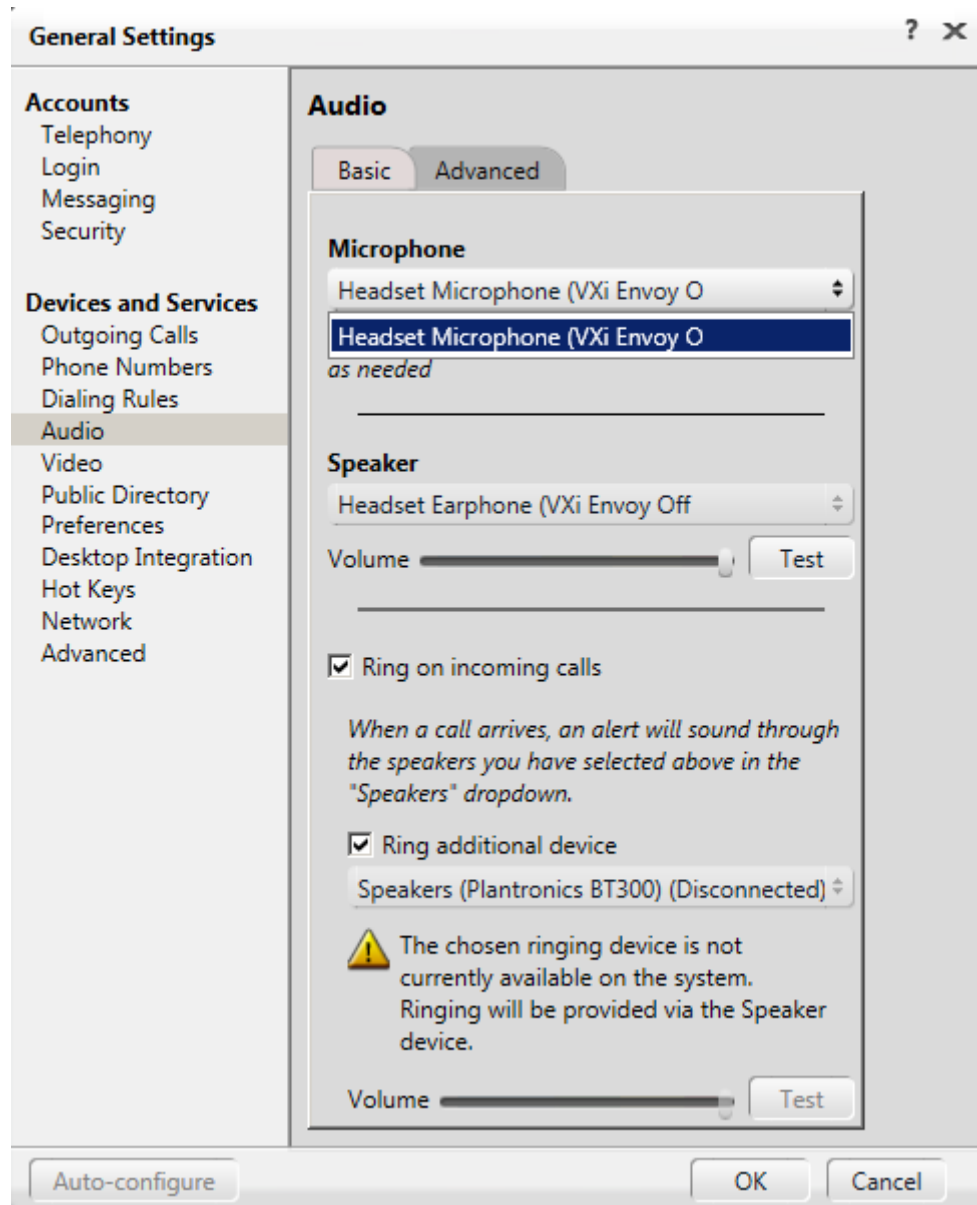 General Settings
?
Accounts
Telephony
Login
Messaging
Security
Devices and Services
Outgoing Calls
Phone Numbers
Dialing Rules
Audio
Video
Public Directory
Preferences
Desktop Integration
Hot Keys
Network
Advanced
Audio
Basic
Advanced
Microphone
Headset Microphone (VXi Envoy O
Headset Microphone (VXi Envoy O
as needed
Speaker
Headset Earphone (VXi Envoy Off
Volume
Test
Ring on incoming calls
When a call arrives, an alert will sound through
the speakers you have selected above in the
"Speakers" dropdown.
Ring additional device
Speakers (Plantronics BT300) (Disconnected)
The chosen ringing device is not
currently available on the system.
Ringing will be provided via the Speaker
device.
Volume
Test
Auto-configure
OK
Cancel